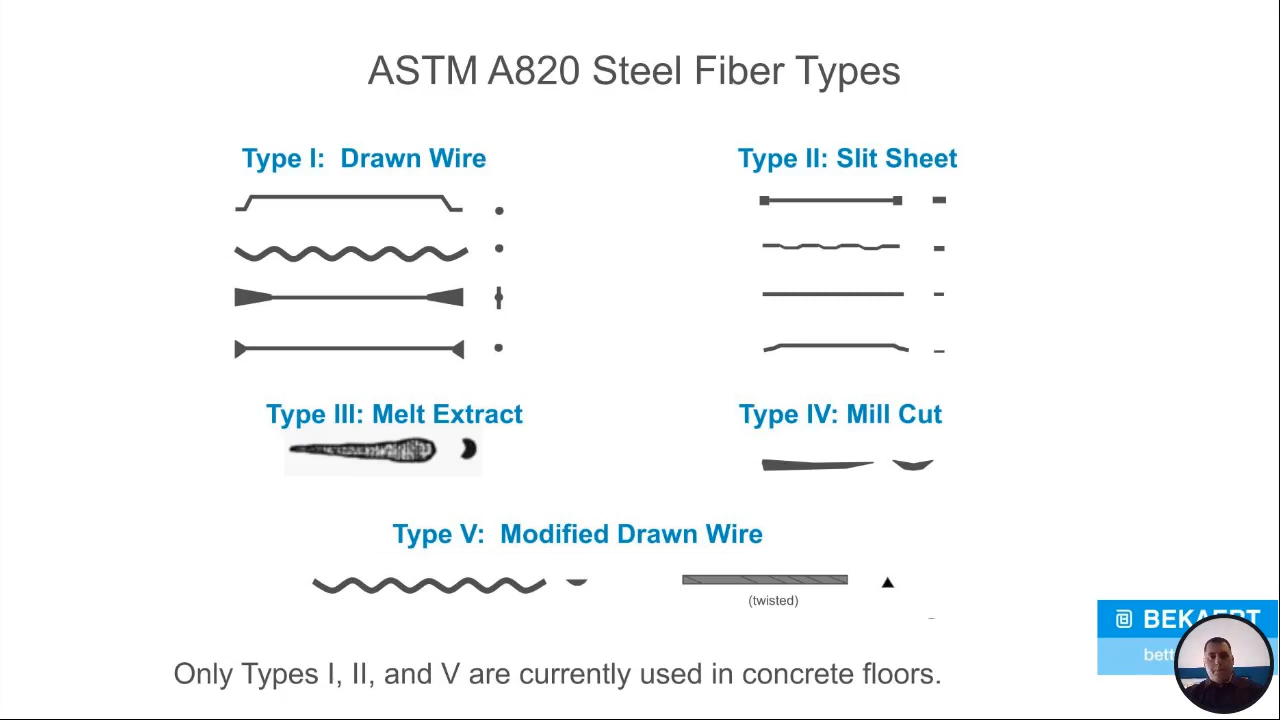 ASTM A820 Steel Fiber Types
Type I: Drawn Wire
Type II: Slit Sheet
Type III: Melt Extract
Type IV: Mill Cut
Type V: Modified Drawn Wire
(twisted)
BEKAERT
Only Types I, II, and V are currently used in concrete floors.